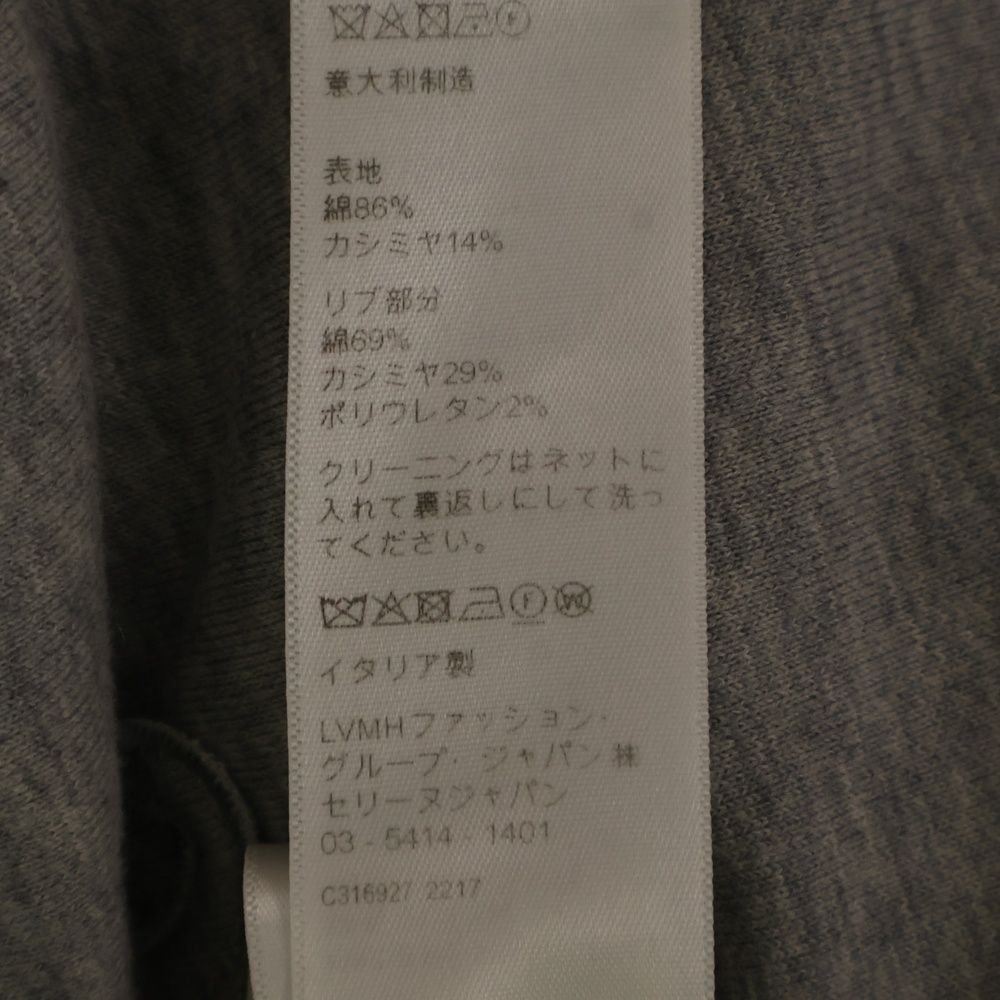 意大利制造
表地
綿86%
カシミヤ14%
リブ部分
綿69%
カシミヤ29%
ポリウレタン2%
クリーニングはネットに
入れて裏返しにして洗っ
てください。
イタリア製
LVMHファッション・
グループ・ジャパン株
セリーヌジャパン
03 - 5414 - 1401
C316927 2217